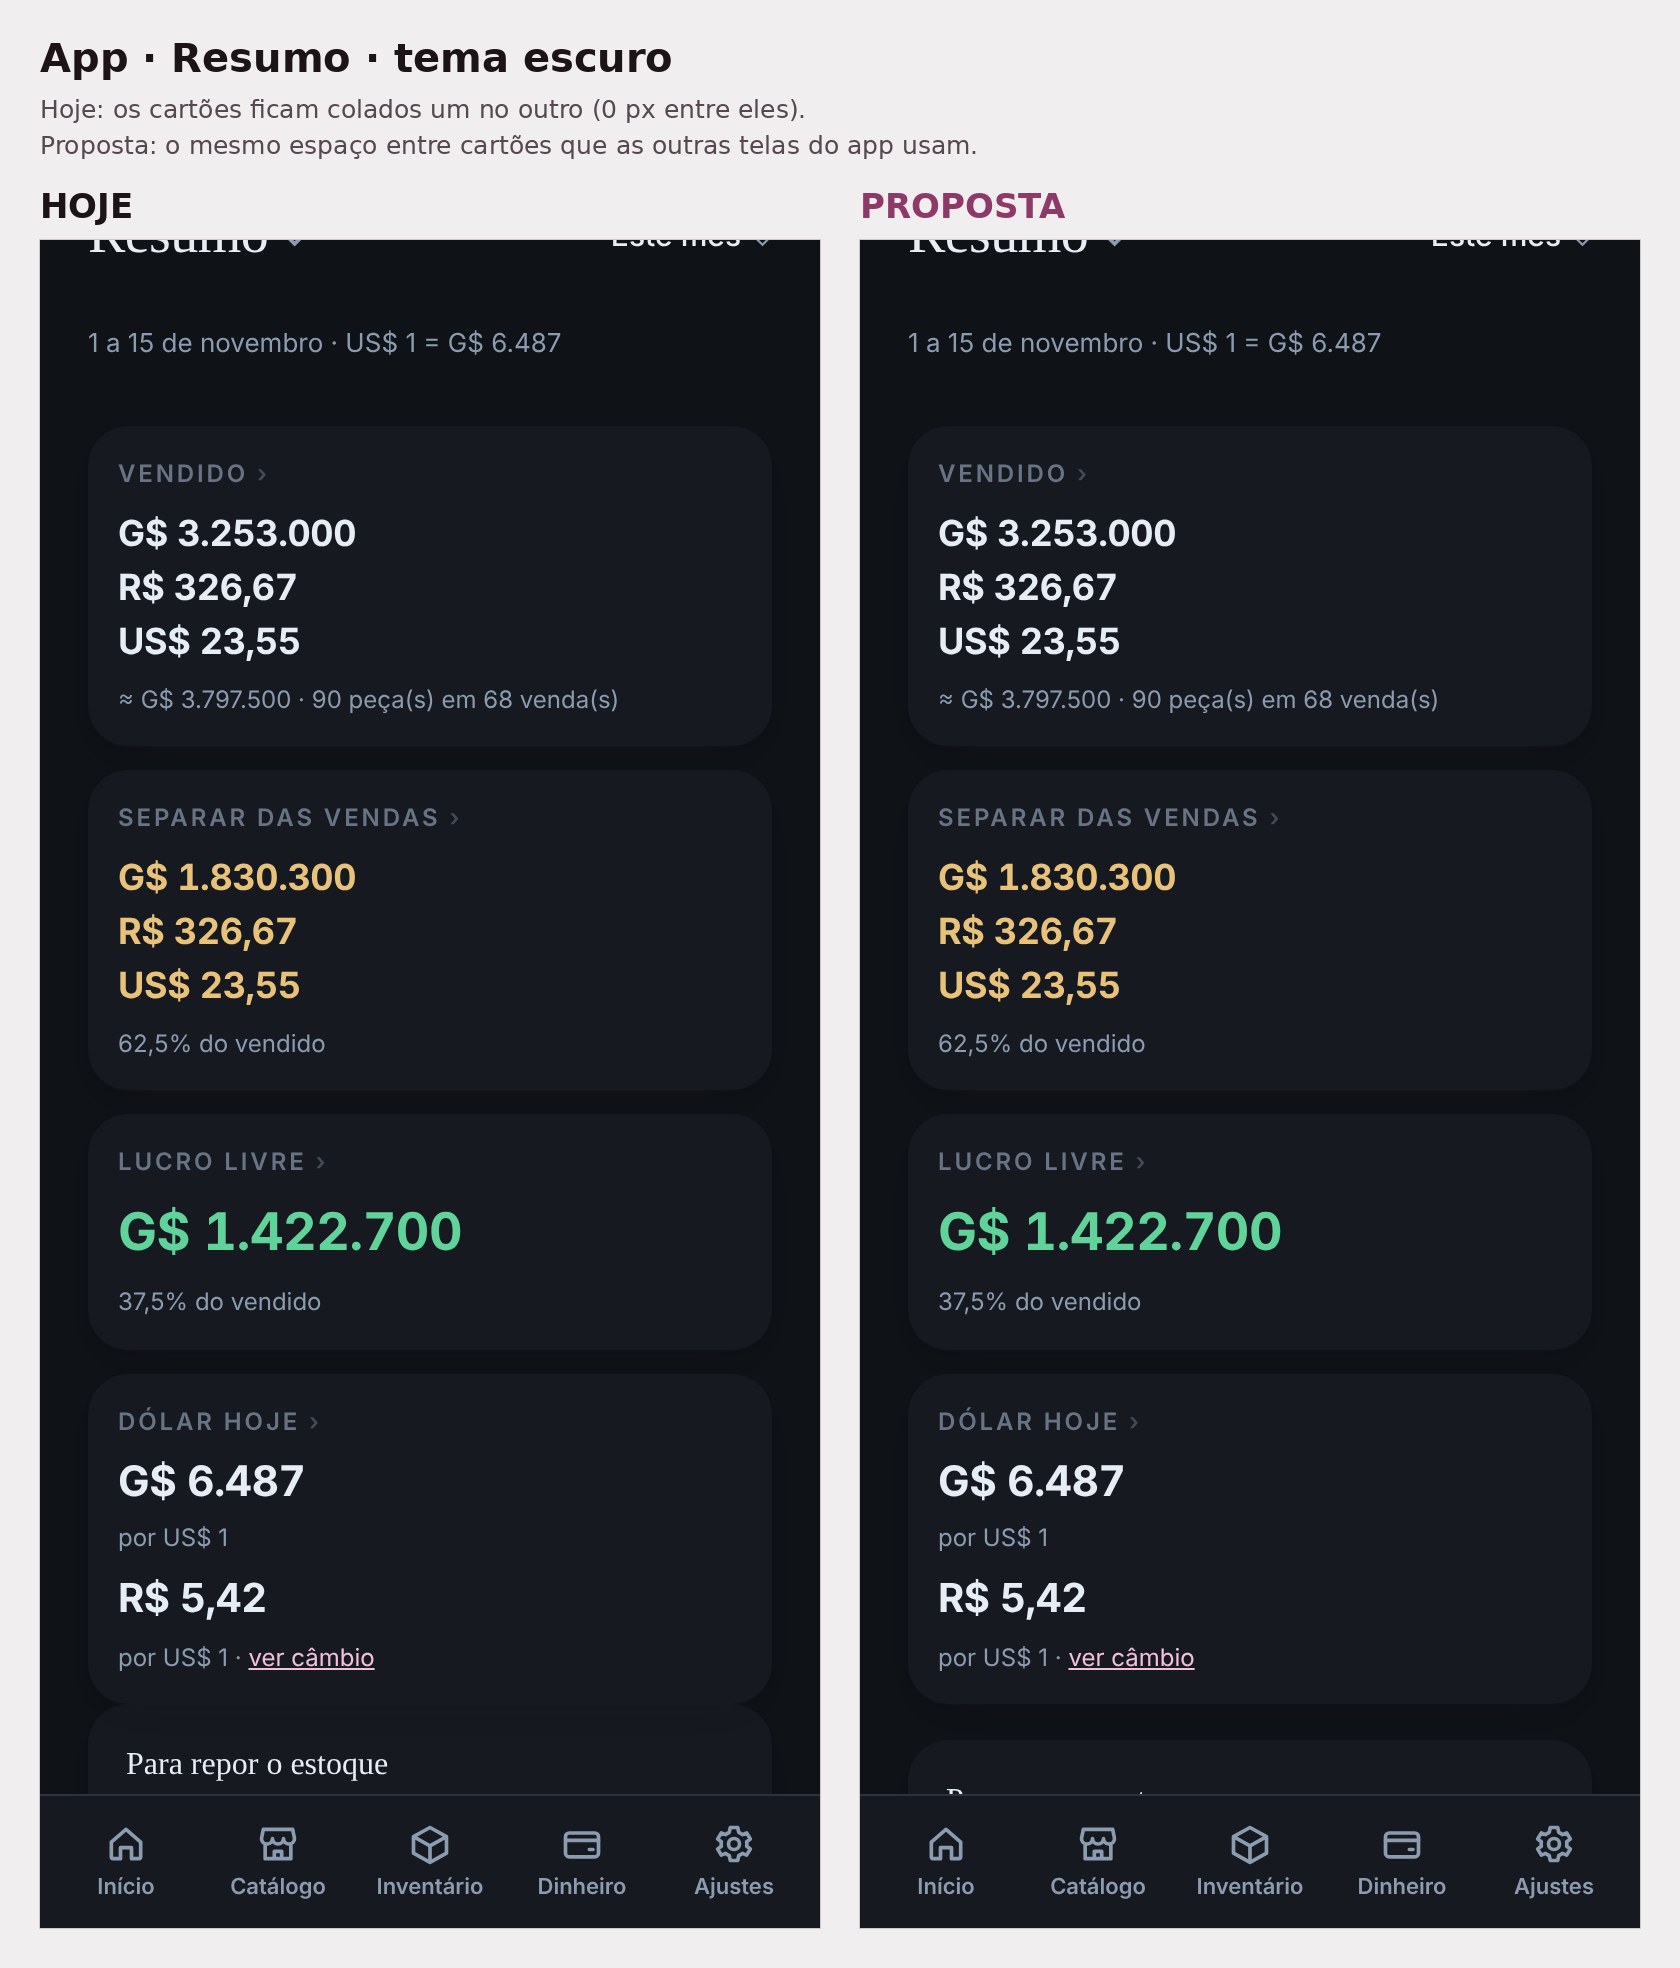 App · Resumo · tema escuro
Hoje: os cartões ficam colados um no outro (0 px entre eles).
Proposta: o mesmo espaço entre cartões que as outras telas do app usam.
HOJE
Resumo
Este mês
1 a 15 de novembro · US$ 1 = G$ 6.487
VENDIDO ›
G$ 3.253.000
R$ 326,67
US$ 23,55
≈ G$ 3.797.500 · 90 peça(s) em 68 venda(s)
SEPARAR DAS VENDAS ›
G$ 1.830.300
R$ 326,67
US$ 23,55
62,5% do vendido
LUCRO LIVRE ›
G$ 1.422.700
37,5% do vendido
DÓLAR HOJE ›
G$ 6.487
por US$ 1
R$ 5,42
por US$ 1 · ver câmbio
Para repor o estoque
Início
Catálogo
Inventário
Dinheiro
Ajustes
PROPOSTA
Resumo
Este mês
1 a 15 de novembro · US$ 1 = G$ 6.487
VENDIDO ›
G$ 3.253.000
R$ 326,67
US$ 23,55
≈ G$ 3.797.500 · 90 peça(s) em 68 venda(s)
SEPARAR DAS VENDAS ›
G$ 1.830.300
R$ 326,67
US$ 23,55
62,5% do vendido
LUCRO LIVRE ›
G$ 1.422.700
37,5% do vendido
DÓLAR HOJE ›
G$ 6.487
por US$ 1
R$ 5,42
por US$ 1 · ver câmbio
Início
Catálogo
Inventário
Dinheiro
Ajustes